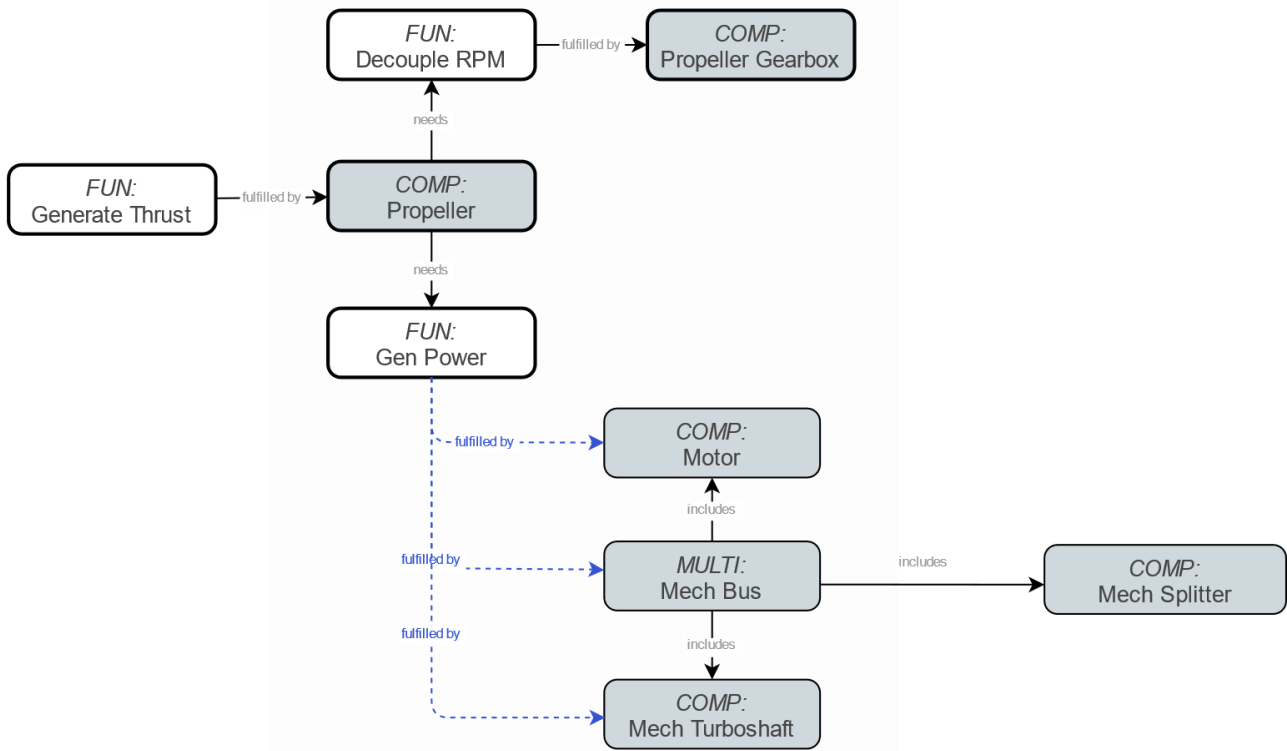 FUN:
Decouple RPM
fulfilled by
COMP:
Propeller Gearbox
needs
FUN:
Generate Thrust
fulfilled by
COMP:
Propeller
needs
FUN:
Gen Power
fulfilled by
COMP:
Motor
includes
fulfilled by
MULTI:
Mech Bus
includes
COMP:
Mech Splitter
fulfilled by
includes
COMP:
Mech Turboshaft